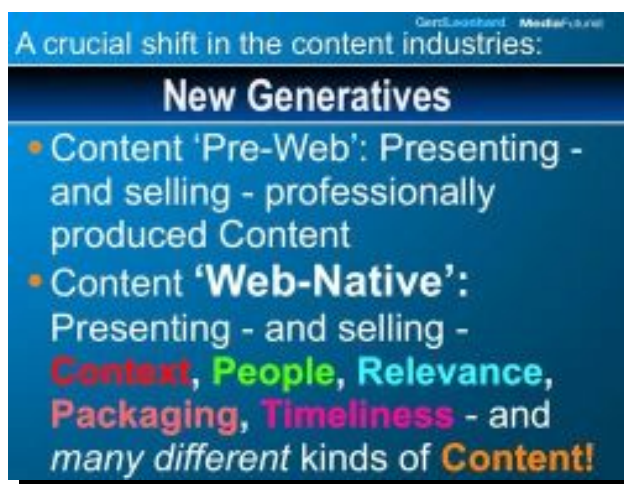 GerdLeonhard MediaFuturist
A crucial shift in the content industries:
New Generatives
• Content ‘Pre-Web’: Presenting -
and selling - professionally
produced Content
• Content ‘Web-Native’:
Presenting - and selling -
Context, People, Relevance,
Packaging, Timeliness - and
many different kinds of Content!